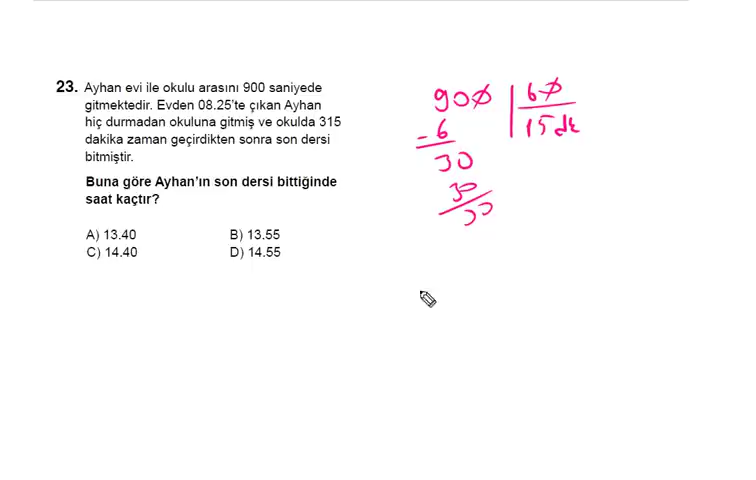 23. Ayhan evi ile okulu arasını 900 saniyede
gitmektedir. Evden 08.25'te çıkan Ayhan
hiç durmadan okuluna gitmiş ve okulda 315
dakika zaman geçirdikten sonra son dersi
bitmiştir.
Buna göre Ayhan'ın son dersi bittiğinde
saat kaçtır?
A) 13.40 B) 13.55
C) 14.40 D) 14.55
900 60
- 6 15 dk
30
30